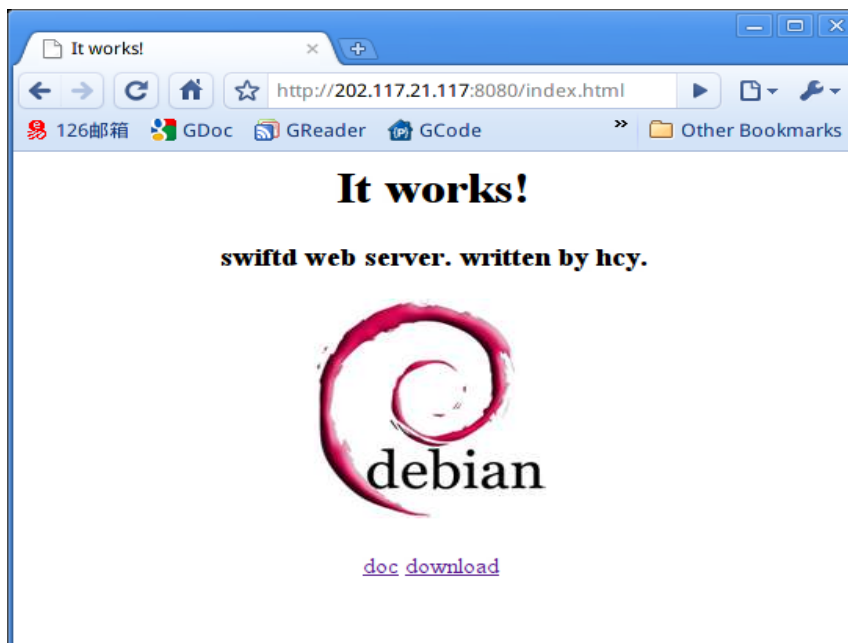 It works!
http://202.117.21.117:8080/index.html
126邮箱 GDoc GReader GCode » Other Bookmarks
It works!
swiftd web server. written by hcy.
debian
doc download